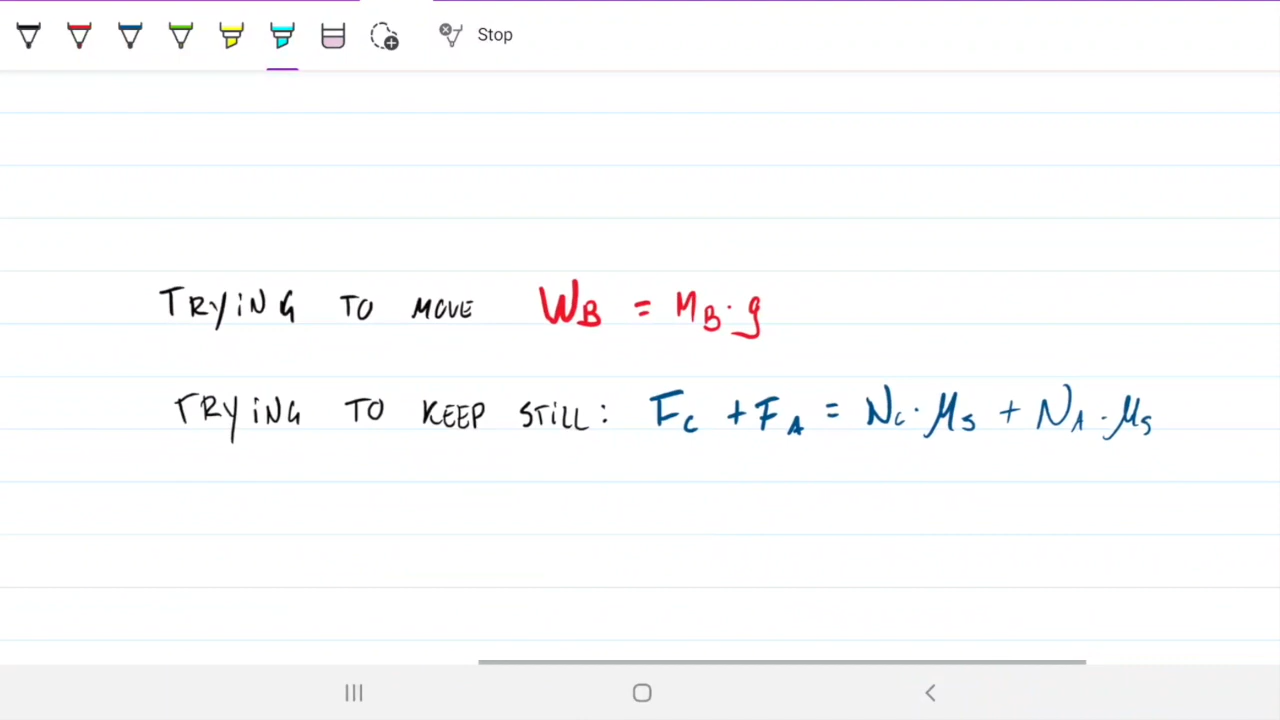 Stop
TRYING TO MOVE W_B = M_B · g
TRYING TO KEEP STILL: F_C + F_A = N_C · μ_S + N_A · μ_S